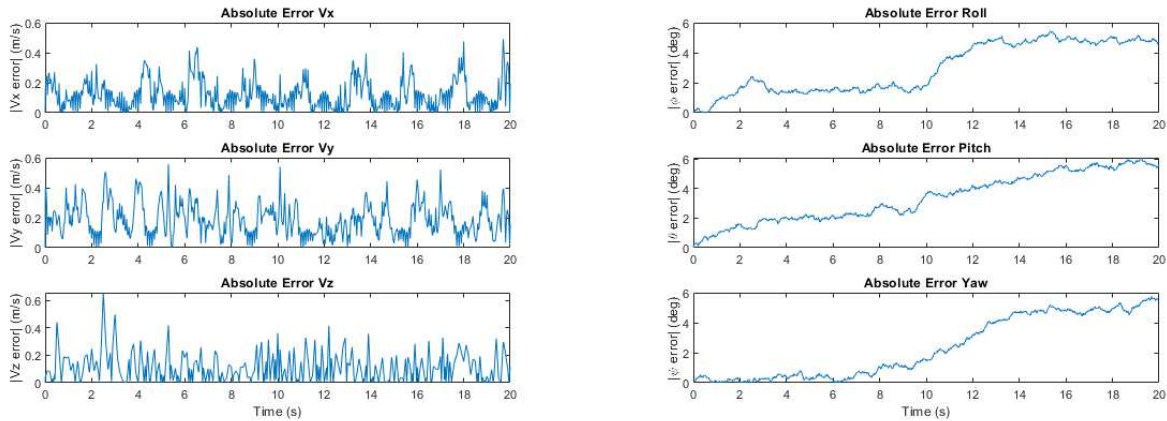 Absolute Error Vx
|Vx error| (m/s)
0.6
0.4
0.2
0
0 2 4 6 8 10 12 14 16 18 20
Absolute Error Vy
|Vy error| (m/s)
0.6
0.4
0.2
0
0 2 4 6 8 10 12 14 16 18 20
Absolute Error Vz
|Vz error| (m/s)
0.6
0.4
0.2
0
0 2 4 6 8 10 12 14 16 18 20
Time (s)
Absolute Error Roll
|ϕ error| (deg)
6
4
2
0
0 2 4 6 8 10 12 14 16 18 20
Absolute Error Pitch
|θ error| (deg)
6
4
2
0
0 2 4 6 8 10 12 14 16 18 20
Absolute Error Yaw
|ψ error| (deg)
6
4
2
0
0 2 4 6 8 10 12 14 16 18 20
Time (s)